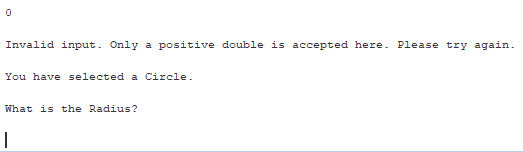 0
Invalid input. Only a positive double is accepted here. Please try again.
You have selected a Circle.
What is the Radius?